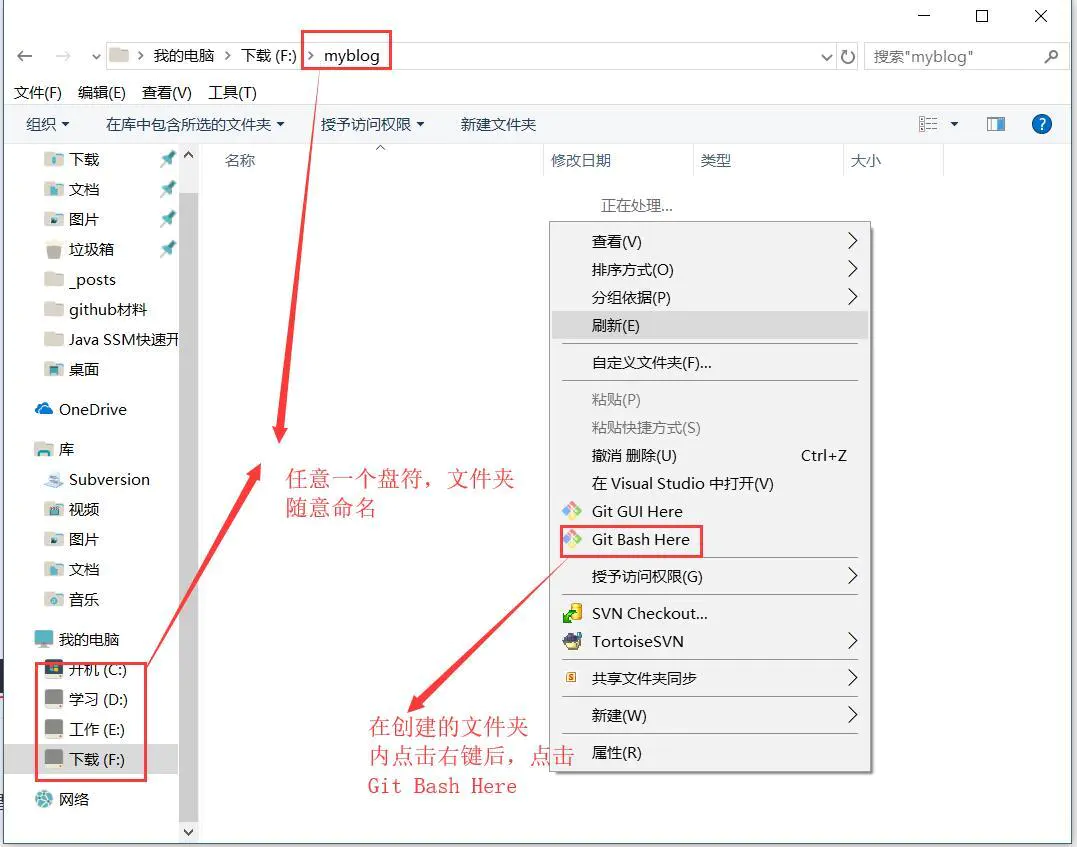 我的电脑 下载 (F:) myblog
搜索"myblog"
文件(F) 编辑(E) 查看(V) 工具(T)
组织 在库中包含所选的文件夹 授予访问权限 新建文件夹
名称 修改日期 类型 大小
正在处理...
下载
文档
图片
垃圾箱
_posts
github材料
Java SSM快速开
桌面
OneDrive
库
Subversion
视频
图片
文档
音乐
我的电脑
开机 (C:)
学习 (D:)
工作 (E:)
下载 (F:)
网络
任意一个盘符，文件夹
随意命名
查看(V)
排序方式(O)
分组依据(P)
刷新(E)
自定义文件夹(F)...
粘贴(P)
粘贴快捷方式(S)
撤消 删除(U) Ctrl+Z
在 Visual Studio 中打开(V)
Git GUI Here
Git Bash Here
授予访问权限(G)
SVN Checkout...
TortoiseSVN
共享文件夹同步
新建(W)
属性(R)
在创建的文件夹
内点击右键后，点击
Git Bash Here